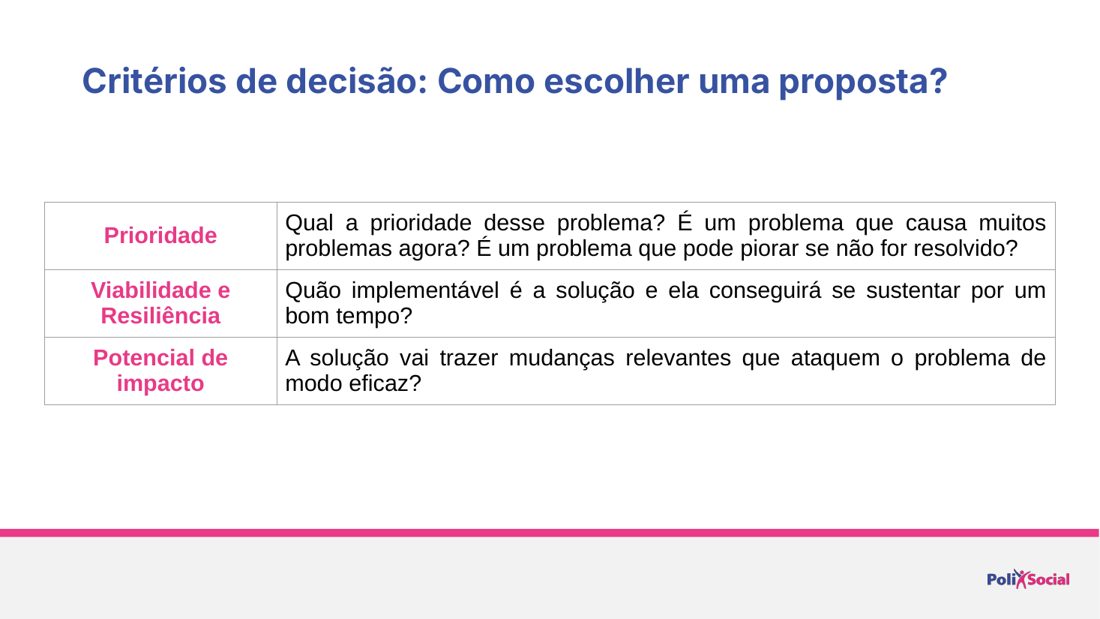 Critérios de decisão: Como escolher uma proposta?
Prioridade
Qual a prioridade desse problema? É um problema que causa muitos
problemas agora? É um problema que pode piorar se não for resolvido?
Viabilidade e
Resiliência
Quão implementável é a solução e ela conseguirá se sustentar por um
bom tempo?
Potencial de
impacto
A solução vai trazer mudanças relevantes que ataquem o problema de
modo eficaz?
Poli Social